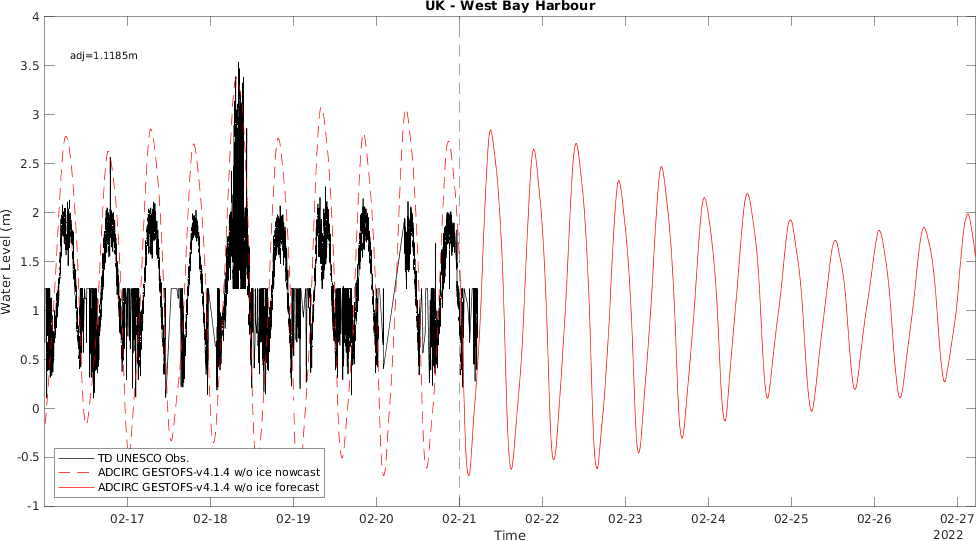 UK - West Bay Harbour
adj=1.1185m
Water Level (m)
4
3.5
3
2.5
2
1.5
1
0.5
0
-0.5
-1
TD UNESCO Obs.
ADCIRC GESTOFS-v4.1.4 w/o ice nowcast
ADCIRC GESTOFS-v4.1.4 w/o ice forecast
02-17 02-18 02-19 02-20 02-21 02-22 02-23 02-24 02-25 02-26 02-27
Time
2022